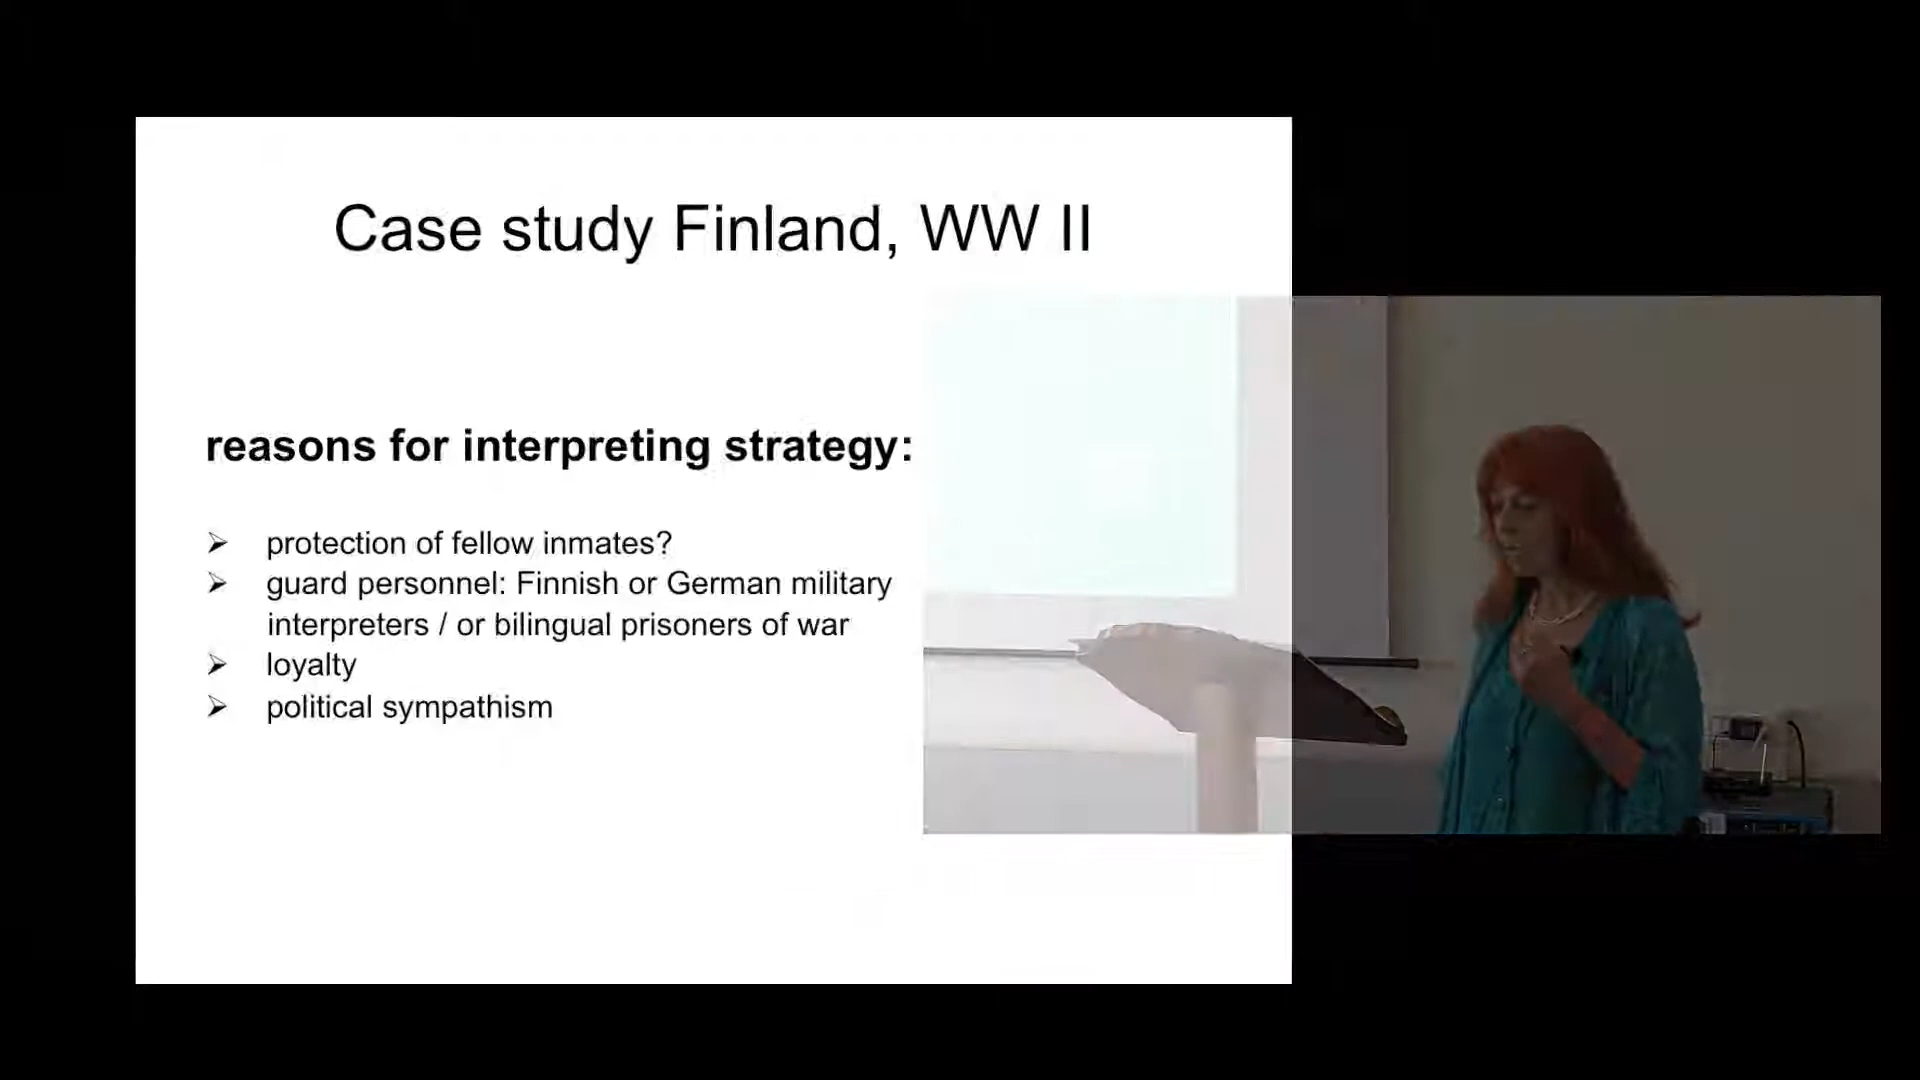 Case study Finland, WW II
reasons for interpreting strategy:
➢ protection of fellow inmates?
➢ guard personnel: Finnish or German military
interpreters / or bilingual prisoners of war
➢ loyalty
➢ political sympathism